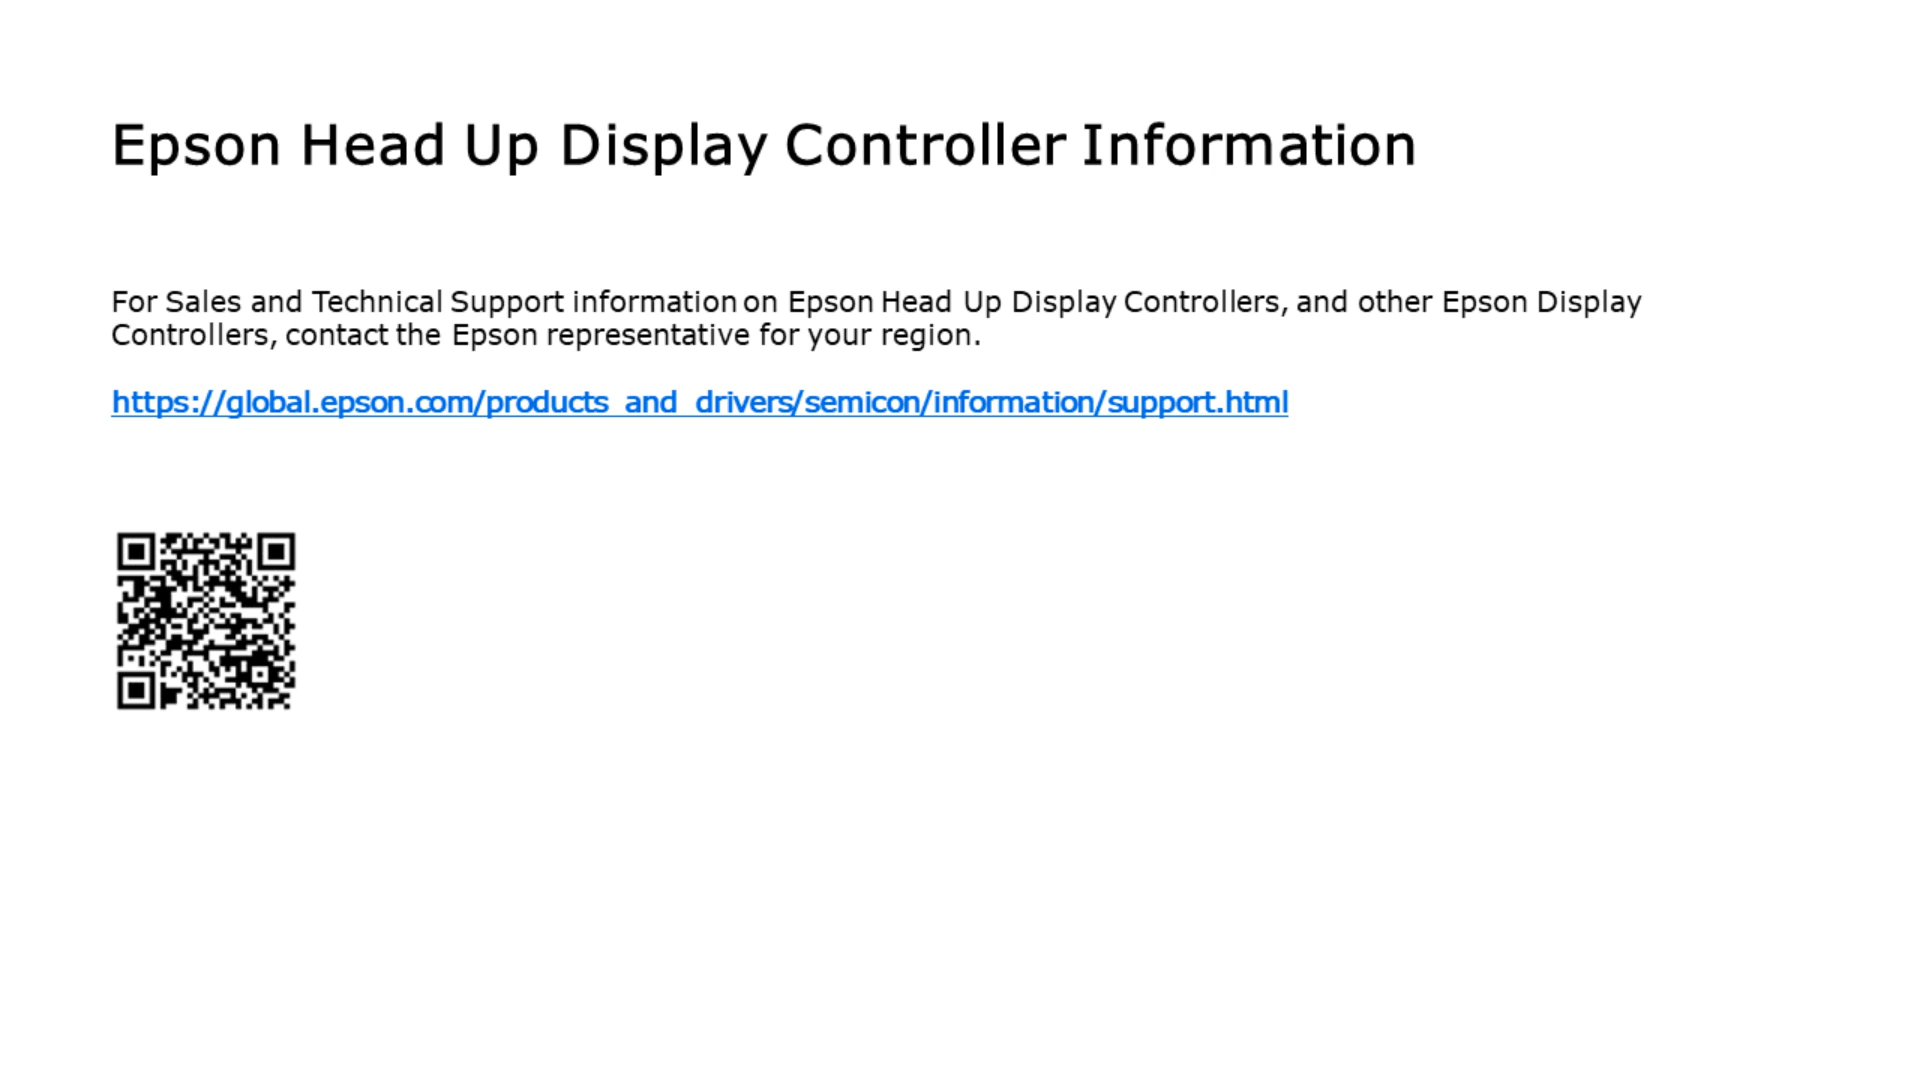 Epson Head Up Display Controller Information
For Sales and Technical Support information on Epson Head Up Display Controllers, and other Epson Display
Controllers, contact the Epson representative for your region.
https://global.epson.com/products_and_drivers/semicon/information/support.html